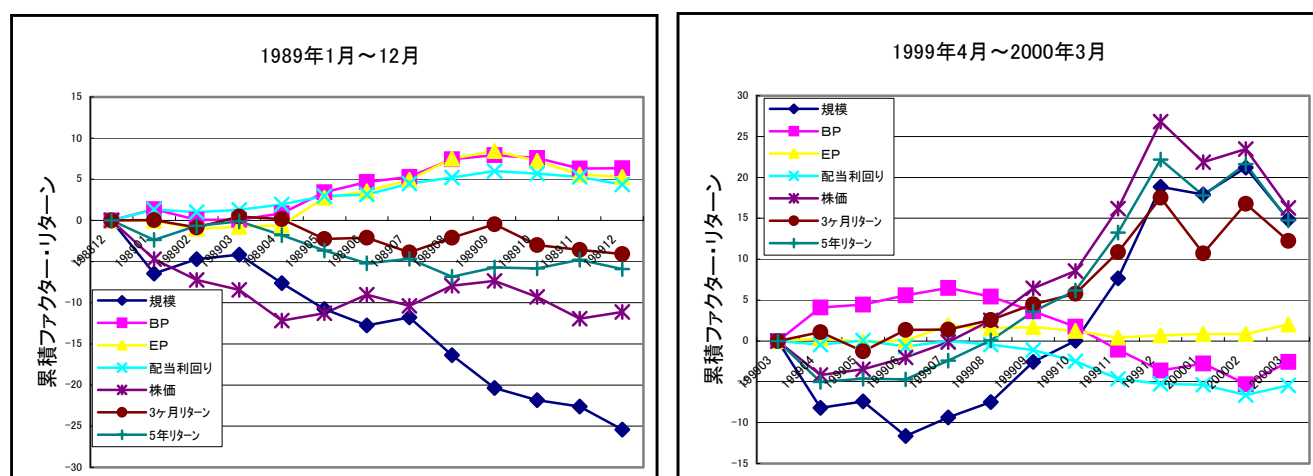 1989年1月～12月
累積ファクター・リターン
15
10
5
0
-5
-10
-15
-20
-25
-30
198812
198901
198902
198903
198904
198905
198906
198907
198908
198909
198910
198911
198912
規模
BP
EP
配当利回り
株価
3ヶ月リターン
5年リターン
1999年4月～2000年3月
累積ファクター・リターン
30
25
20
15
10
5
0
-5
-10
-15
199903
199904
199905
199906
199907
199908
199909
199910
199911
199912
200001
200002
200003
規模
BP
EP
配当利回り
株価
3ヶ月リターン
5年リターン